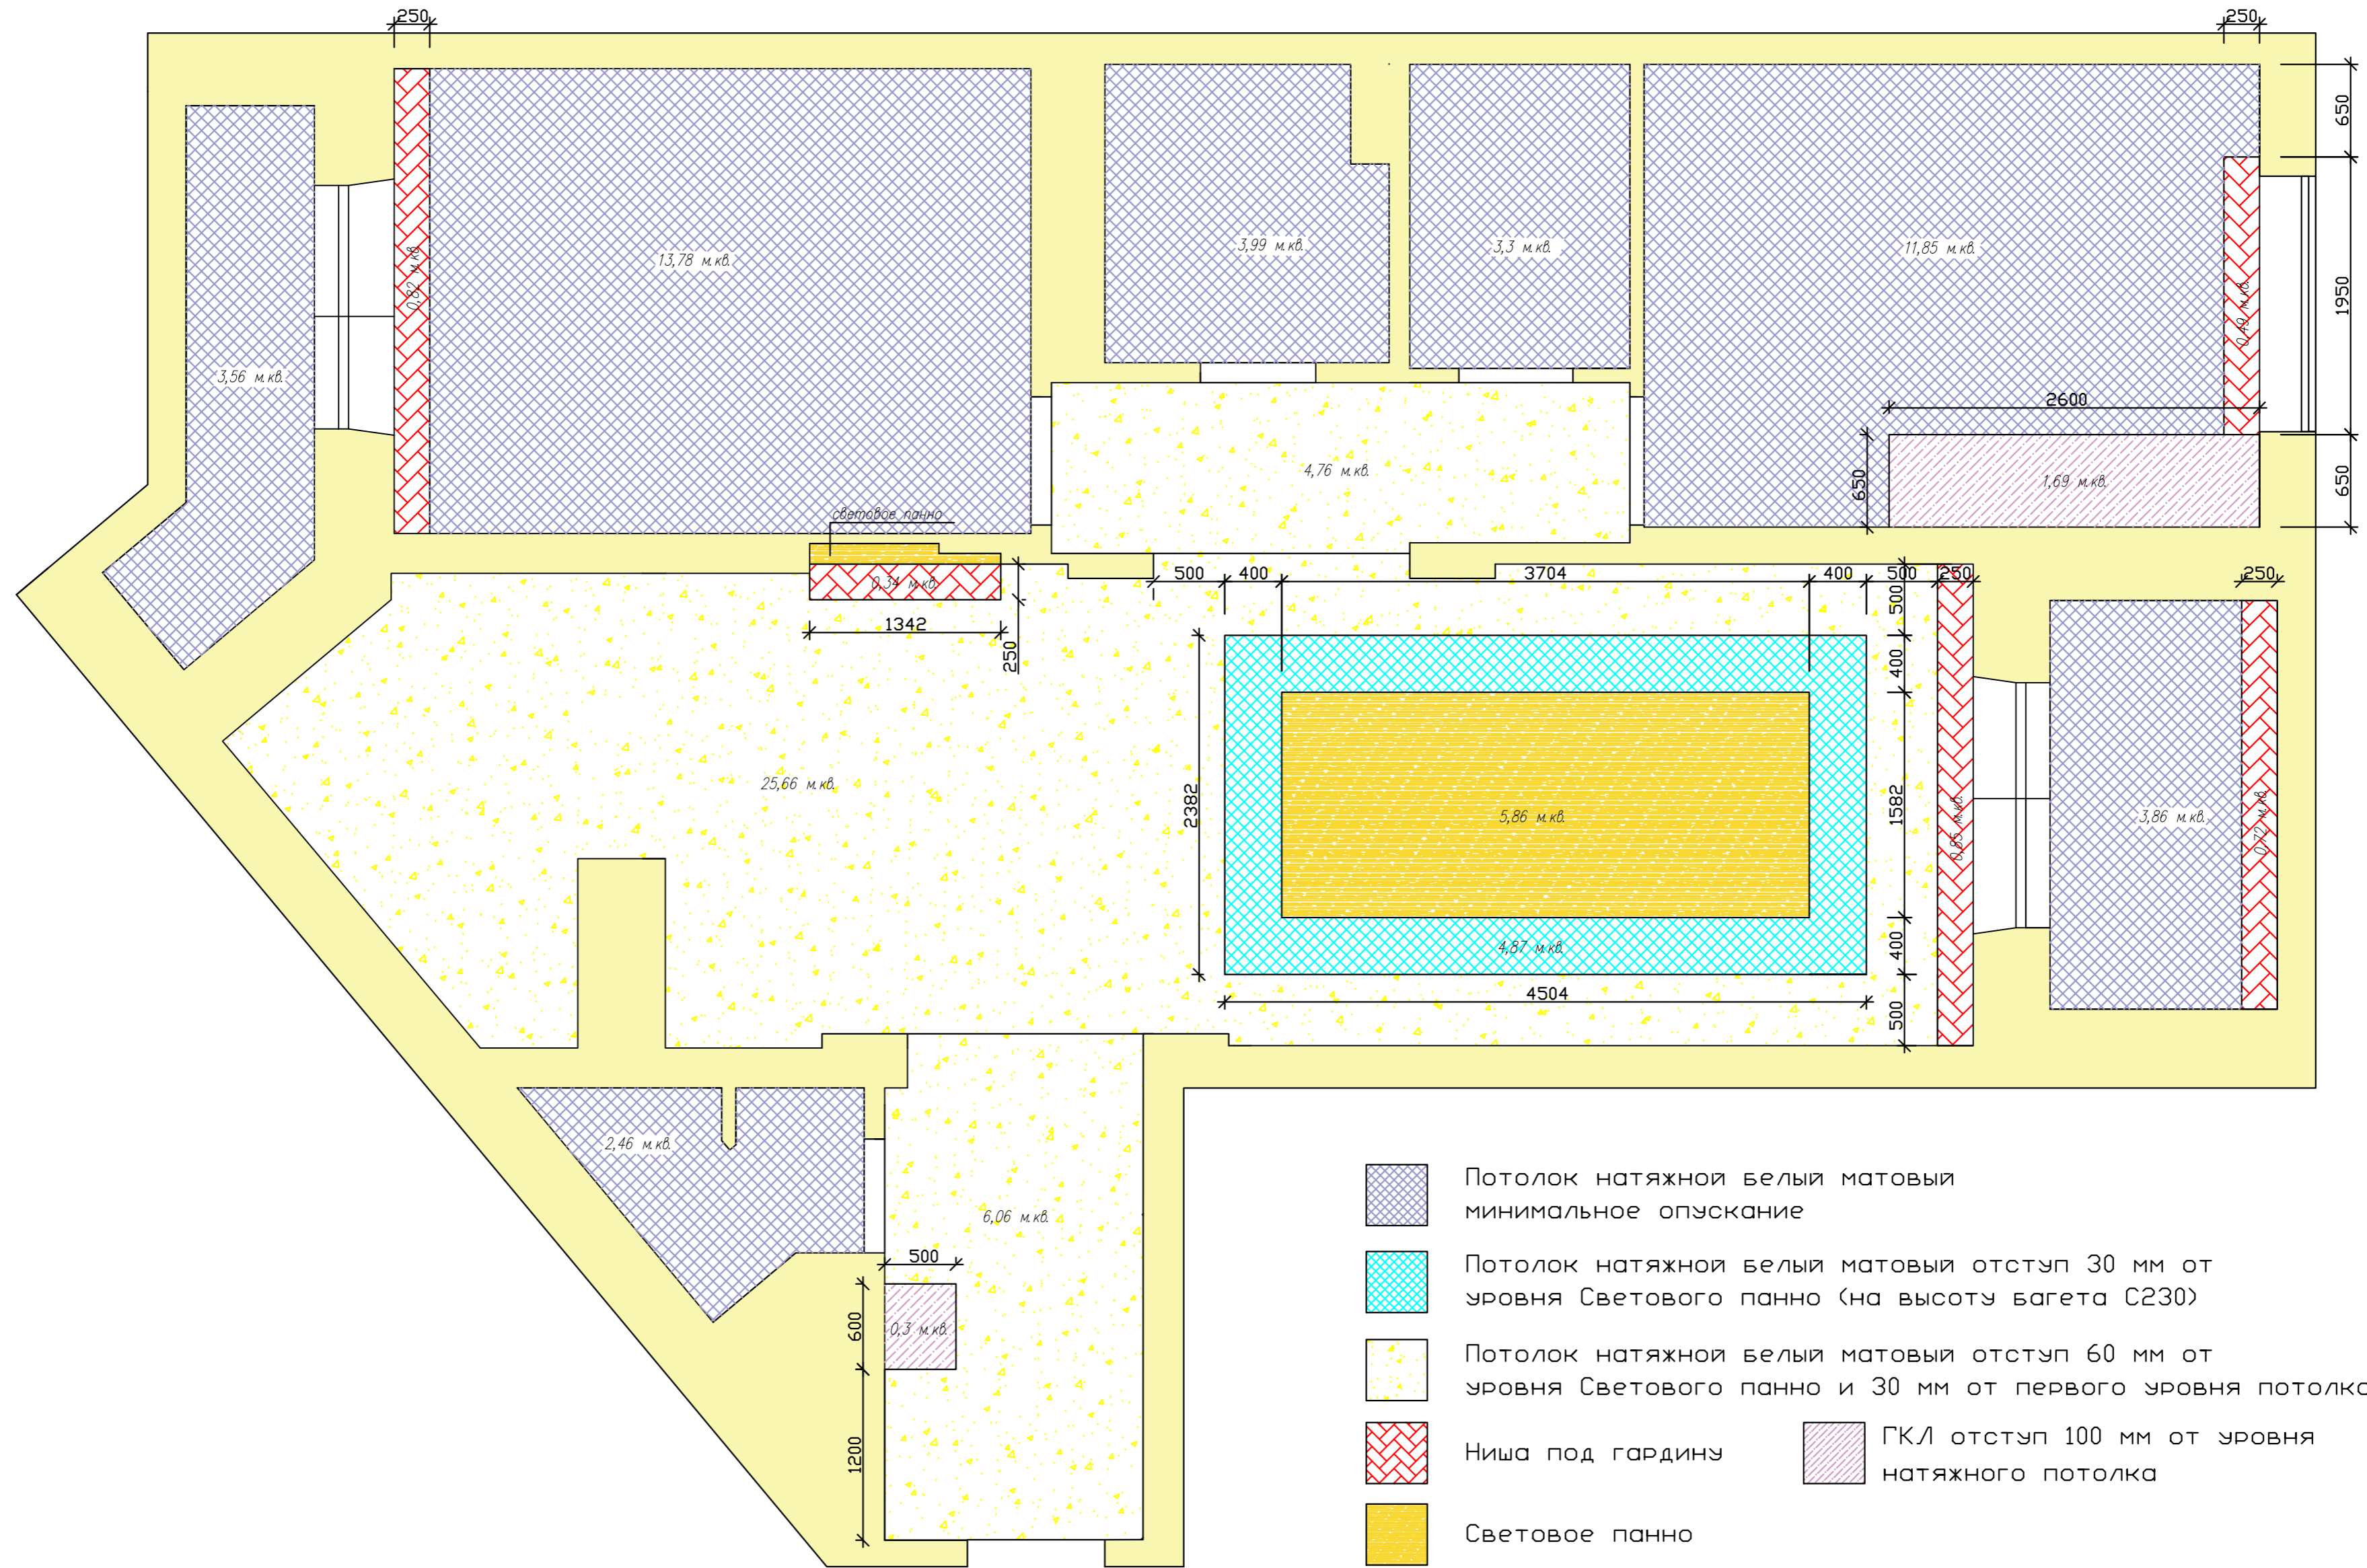 250
250
650
13,78 м.кв.
0,82 м.кв.
3,99 м.кв.
3,3 м.кв.
11,85 м.кв.
0,49 м.кв.
1950
3,56 м.кв.
2600
4,76 м.кв.
650
1,69 м.кв.
650
световое панно
0,34 м.кв.
500
400
3704
400
500
250
250
500
1342
250
400
25,66 м.кв.
2382
5,86 м.кв.
1582
0,85 м.кв.
3,86 м.кв.
0,72 м.кв.
4,87 м.кв.
400
4504
500
2,46 м.кв.
6,06 м.кв.
500
600
0,3 м.кв.
1200
Потолок натяжной белый матовый
минимальное опускание
Потолок натяжной белый матовый отступ 30 мм от
уровня Светового панно (на высоту багета С230)
Потолок натяжной белый матовый отступ 60 мм от
уровня Светового панно и 30 мм от первого уровня потолка
Ниша под гардину
ГКЛ отступ 100 мм от уровня
натяжного потолка
Световое панно